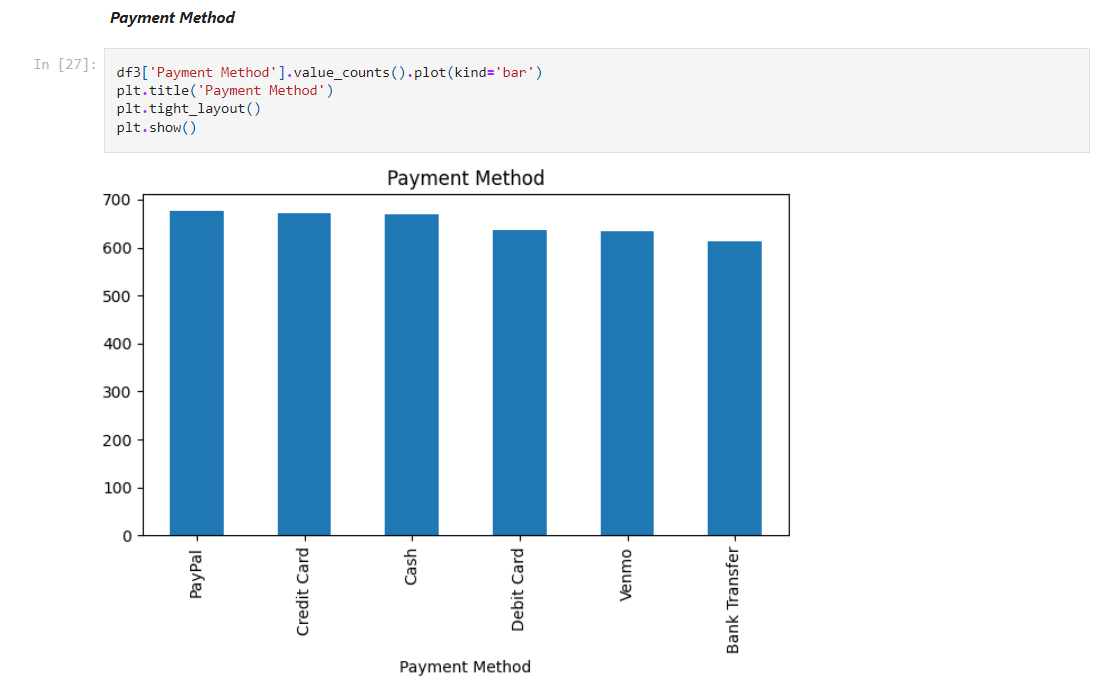 Payment Method
In [27]:
df3['Payment Method'].value_counts().plot(kind='bar')
plt.title('Payment Method')
plt.tight_layout()
plt.show()
Payment Method
700
600
500
400
300
200
100
0
PayPal
Credit Card
Cash
Debit Card
Venmo
Bank Transfer
Payment Method